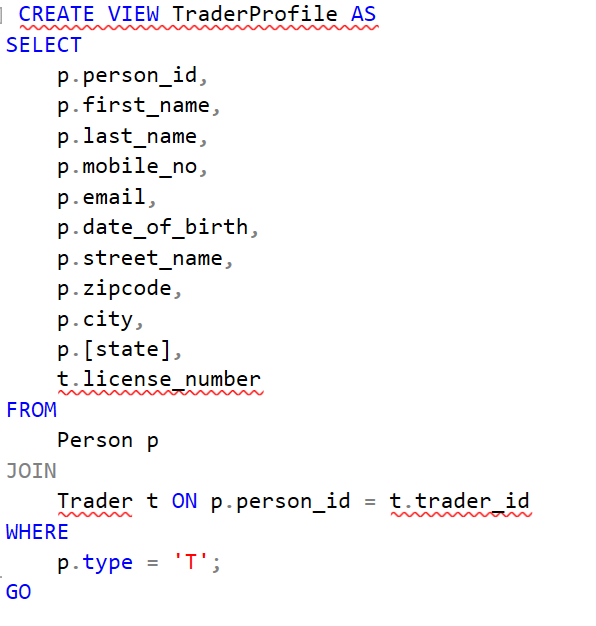 CREATE VIEW TraderProfile AS
SELECT
    p.person_id,
    p.first_name,
    p.last_name,
    p.mobile_no,
    p.email,
    p.date_of_birth,
    p.street_name,
    p.zipcode,
    p.city,
    p.[state],
    t.license_number
FROM
    Person p
JOIN
    Trader t ON p.person_id = t.trader_id
WHERE
    p.type = 'T';
GO